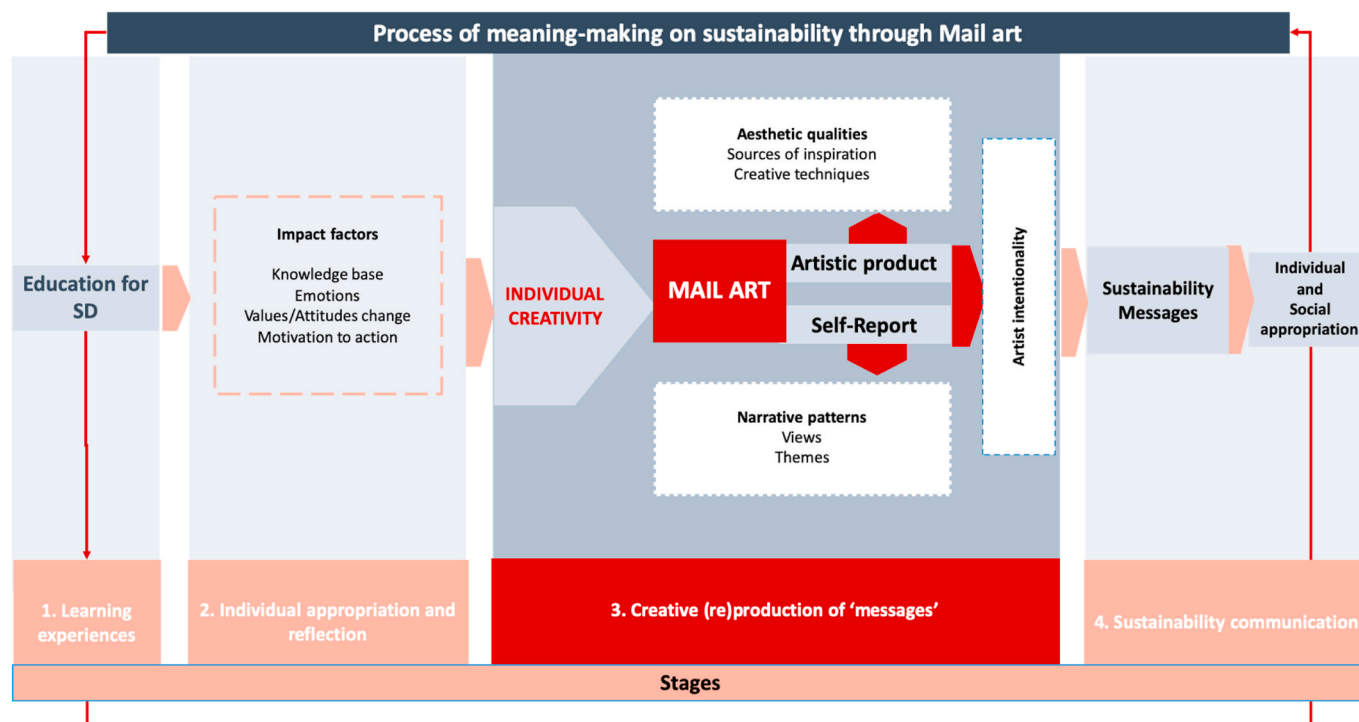 Process of meaning-making on sustainability through Mail art
Education for
SD
Impact factors
Knowledge base
Emotions
Values/Attitudes change
Motivation to action
INDIVIDUAL
CREATIVITY
Aesthetic qualities
Sources of inspiration
Creative techniques
MAIL ART
Artistic product
Self-Report
Narrative patterns
Views
Themes
Artist intentionality
Sustainability
Messages
Individual
and
Social
appropriation
1. Learning
experiences
2. Individual appropriation and
reflection
3. Creative (re)production of ‘messages’
4. Sustainability communication
Stages